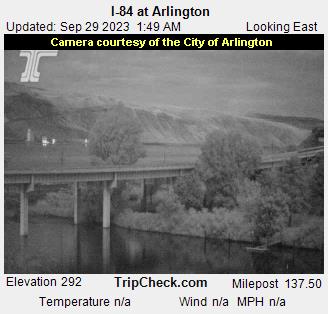 I-84 at Arlington
Updated: Sep 29 2023 1:49 AM Looking East
Camera courtesy of the City of Arlington
Elevation 292 TripCheck.com Milepost 137.50
Temperature n/a Wind n/a MPH n/a